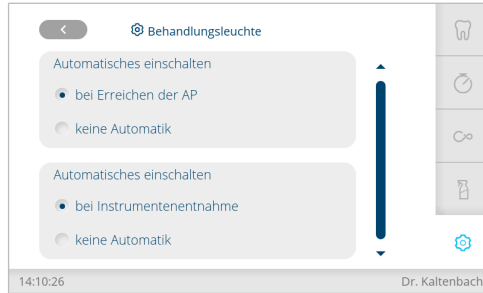 Behandlungsleuchte
Automatisches einschalten
bei Erreichen der AP
keine Automatik
Automatisches einschalten
bei Instrumentenentnahme
keine Automatik
14:10:26
Dr. Kaltenbach